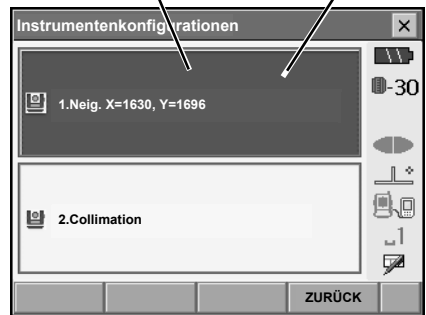 Instrumentenkonfigurationen
-30
1.Neig. X=1630, Y=1696
2.Collimation
1
ZURÜCK